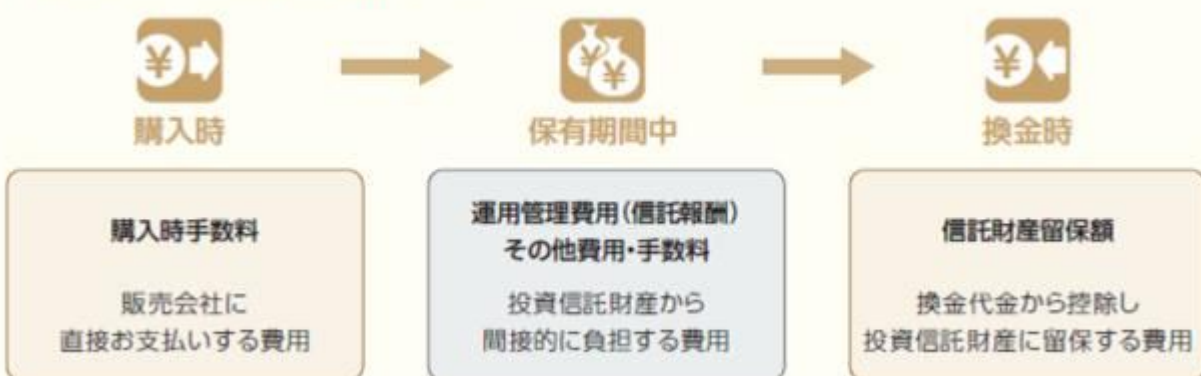 購入時
保有期間中
換金時
購入時手数料
販売会社に
直接お支払いする費用
運用管理費用(信託報酬)
その他費用・手数料
投資信託財産から
間接的に負担する費用
信託財産留保額
換金代金から控除し
投資信託財産に留保する費用